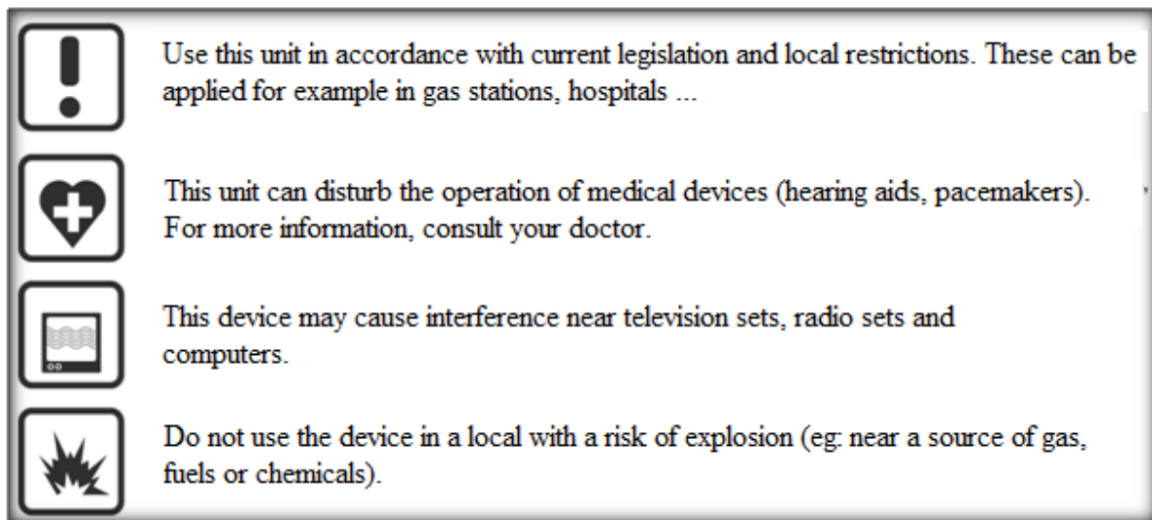 Use this unit in accordance with current legislation and local restrictions. These can be
applied for example in gas stations, hospitals ...
This unit can disturb the operation of medical devices (hearing aids, pacemakers).
For more information, consult your doctor.
This device may cause interference near television sets, radio sets and
computers.
Do not use the device in a local with a risk of explosion (eg: near a source of gas,
fuels or chemicals).